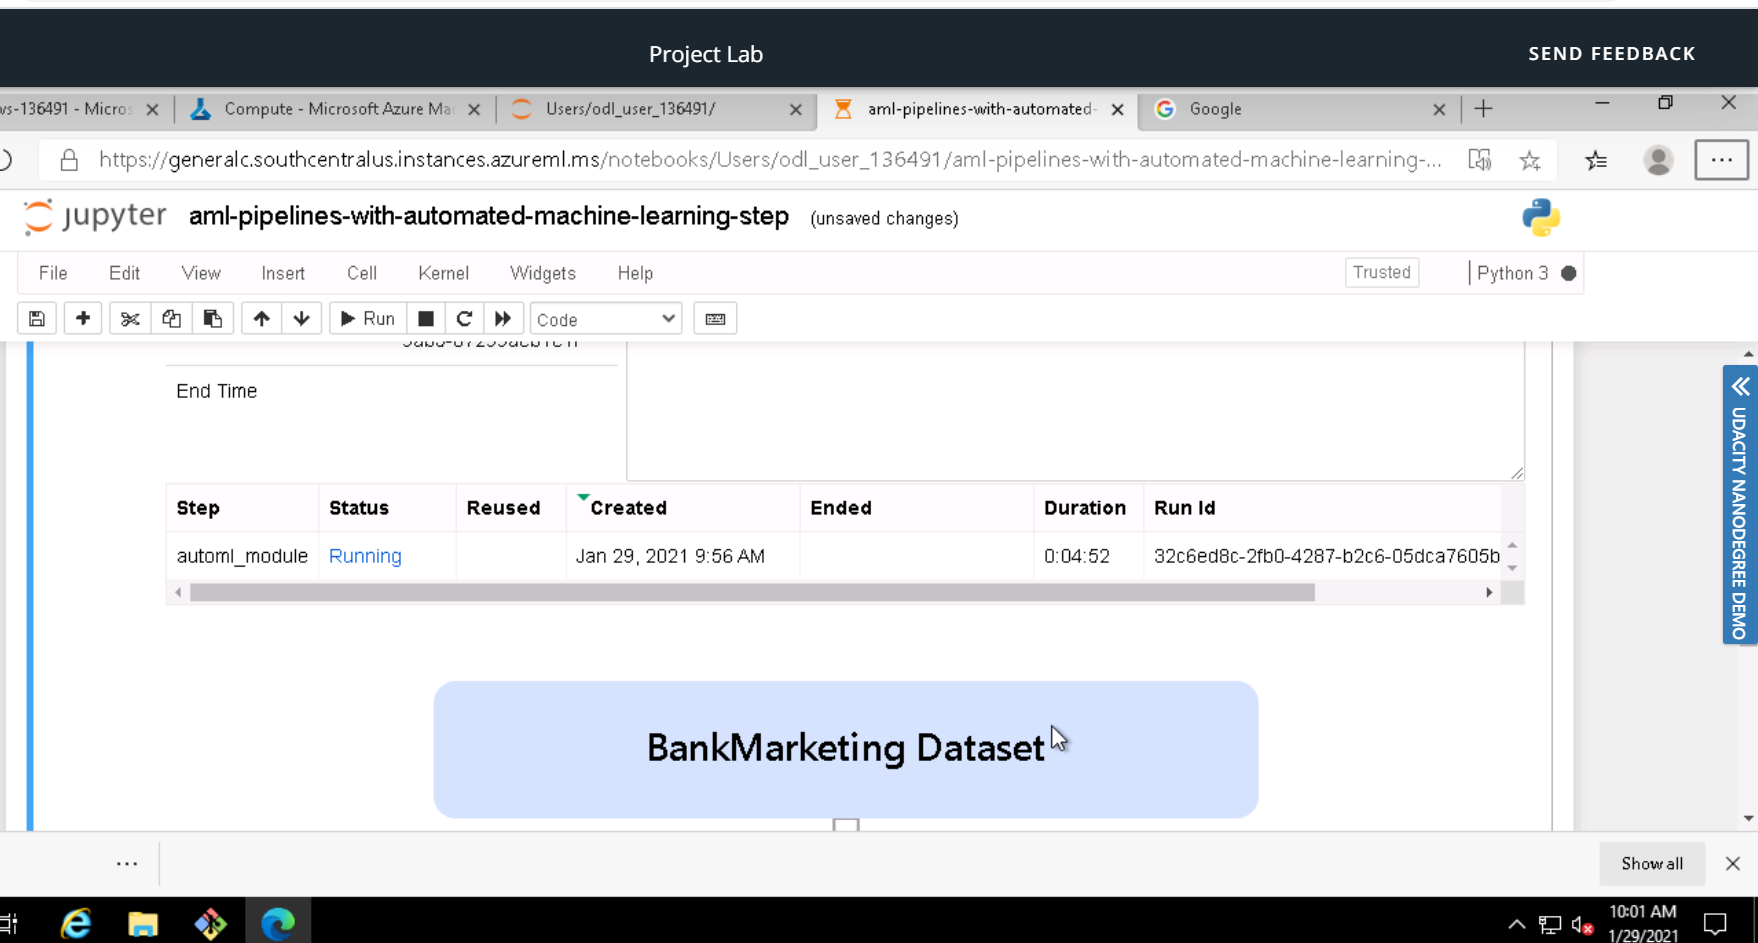 Project Lab
SEND FEEDBACK
ws-136491 - Micros
Compute - Microsoft Azure Mac
Users/odl_user_136491/
aml-pipelines-with-automated-
Google
https://generalc.southcentralus.instances.azureml.ms/notebooks/Users/odl_user_136491/aml-pipelines-with-automated-machine-learning-...
jupyter aml-pipelines-with-automated-machine-learning-step (unsaved changes)
File Edit View Insert Cell Kernel Widgets Help
Trusted
Python 3
Run
Code
End Time
Step Status Reused Created Ended Duration Run Id
automl_module Running Jan 29, 2021 9:56 AM 0:04:52 32c6ed8c-2fb0-4287-b2c6-05dca7605b
UDACITY NANODEGREE DEMO
BankMarketing Dataset
Show all
10:01 AM
1/29/2021